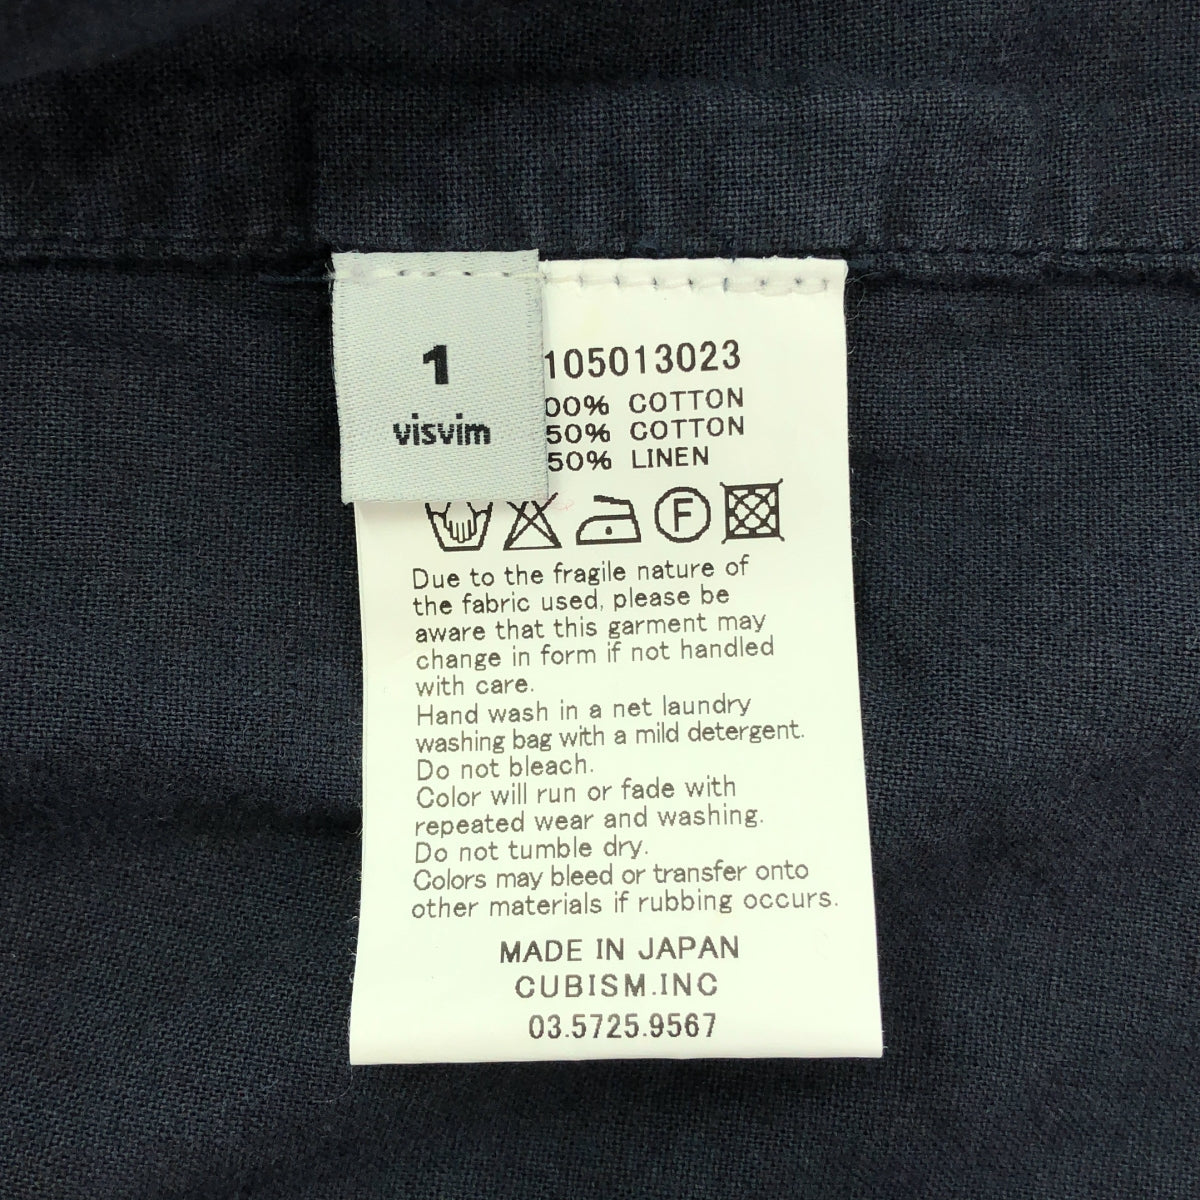 1
visvim
105013023
00% COTTON
50% COTTON
50% LINEN
F
Due to the fragile nature of
the fabric used, please be
aware that this garment may
change in form if not handled
with care.
Hand wash in a net laundry
washing bag with a mild detergent.
Do not bleach.
Color will run or fade with
repeated wear and washing.
Do not tumble dry.
Colors may bleed or transfer onto
other materials if rubbing occurs.
MADE IN JAPAN
CUBISM.INC
03.5725.9567